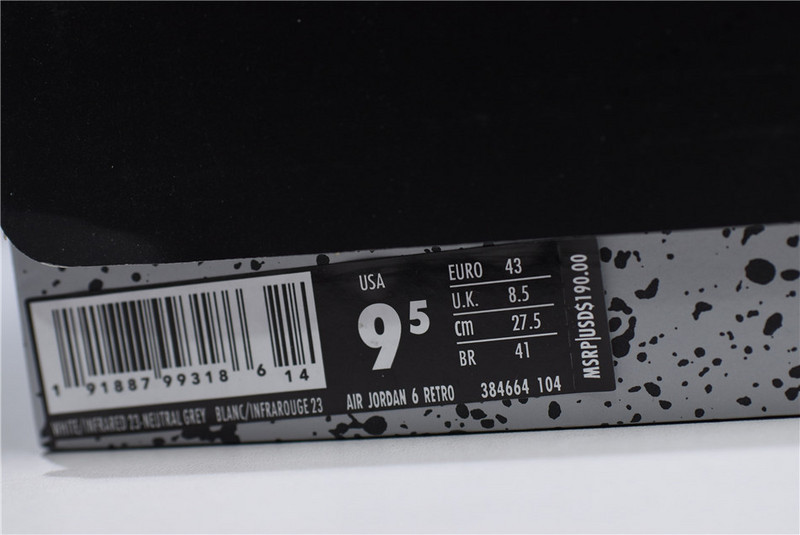 USA
9⁵
EURO 43
U.K. 8.5
cm 27.5
BR 41
MSRP|USD$190.00
1 91887 99318 6 14
AIR JORDAN 6 RETRO 384664 104
WHITE/INFRARED 23-NEUTRAL GREY BLANC/INFRAROUGE 23